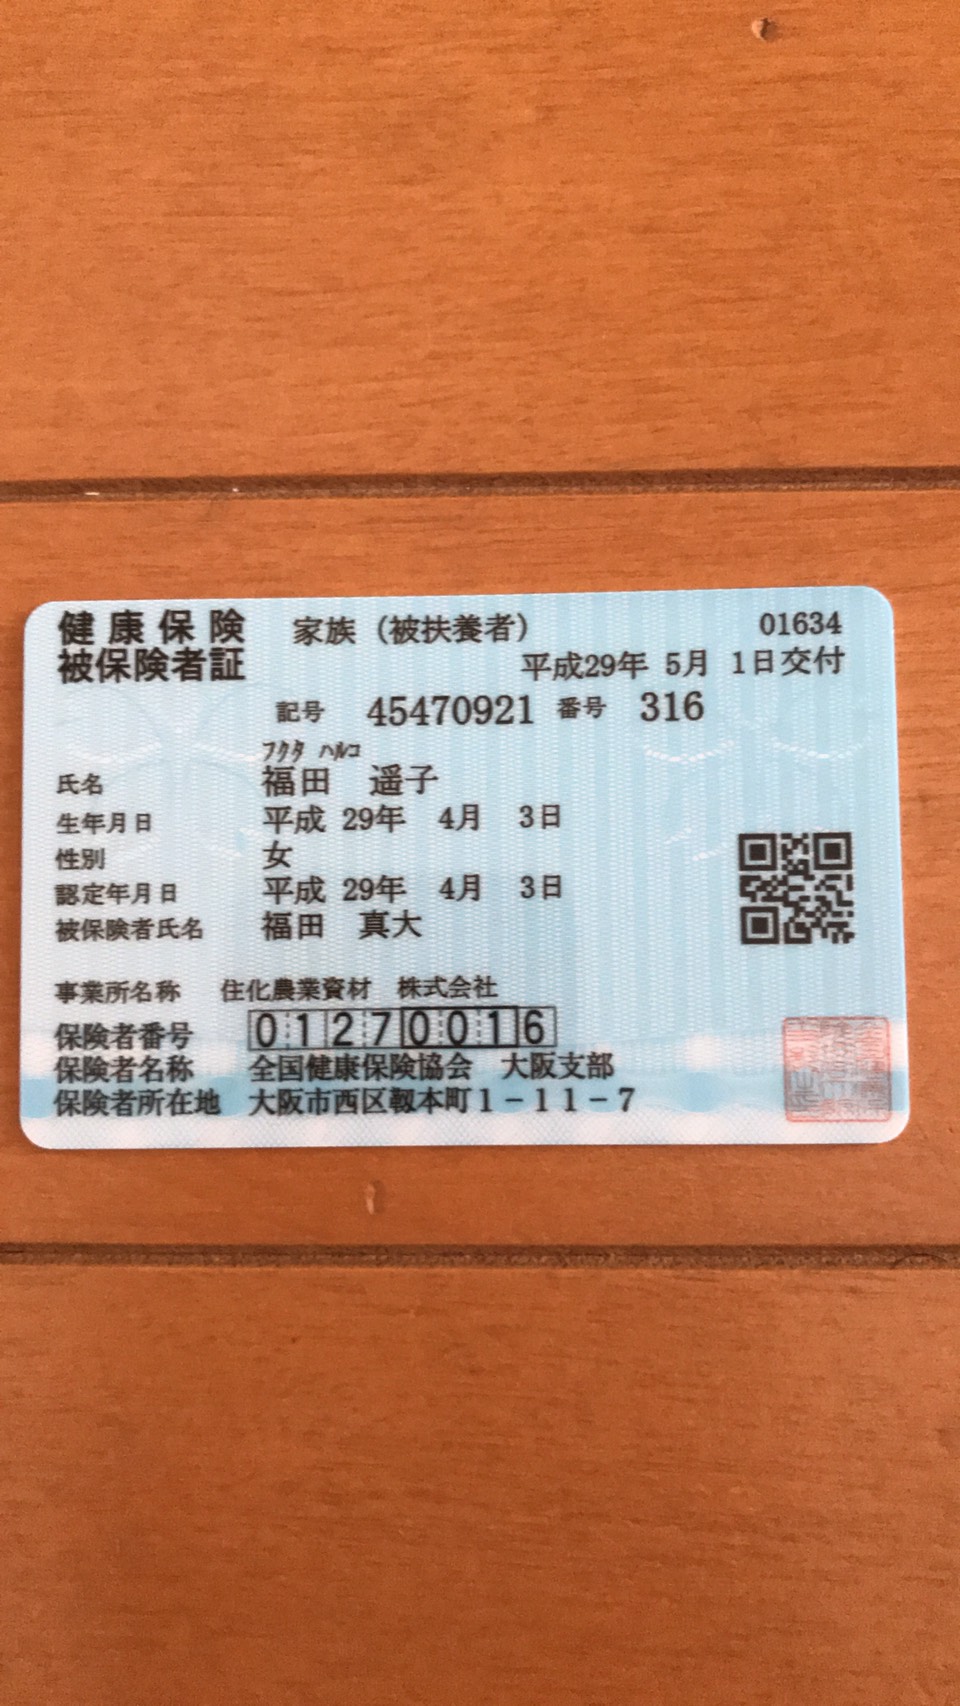 健康保険 家族（被扶養者） 01634
被保険者証 平成29年 5月 1日交付
記号 45470921 番号 316
ﾌｸﾀﾞ ﾊﾙｺ
氏名 福田 遥子
生年月日 平成 29年 4月 3日
性別 女
認定年月日 平成 29年 4月 3日
被保険者氏名 福田 真大
事業所名称 住化農業資材 株式会社
保険者番号 01270016
保険者名称 全国健康保険協会 大阪支部
保険者所在地 大阪市西区靱本町1－11－7